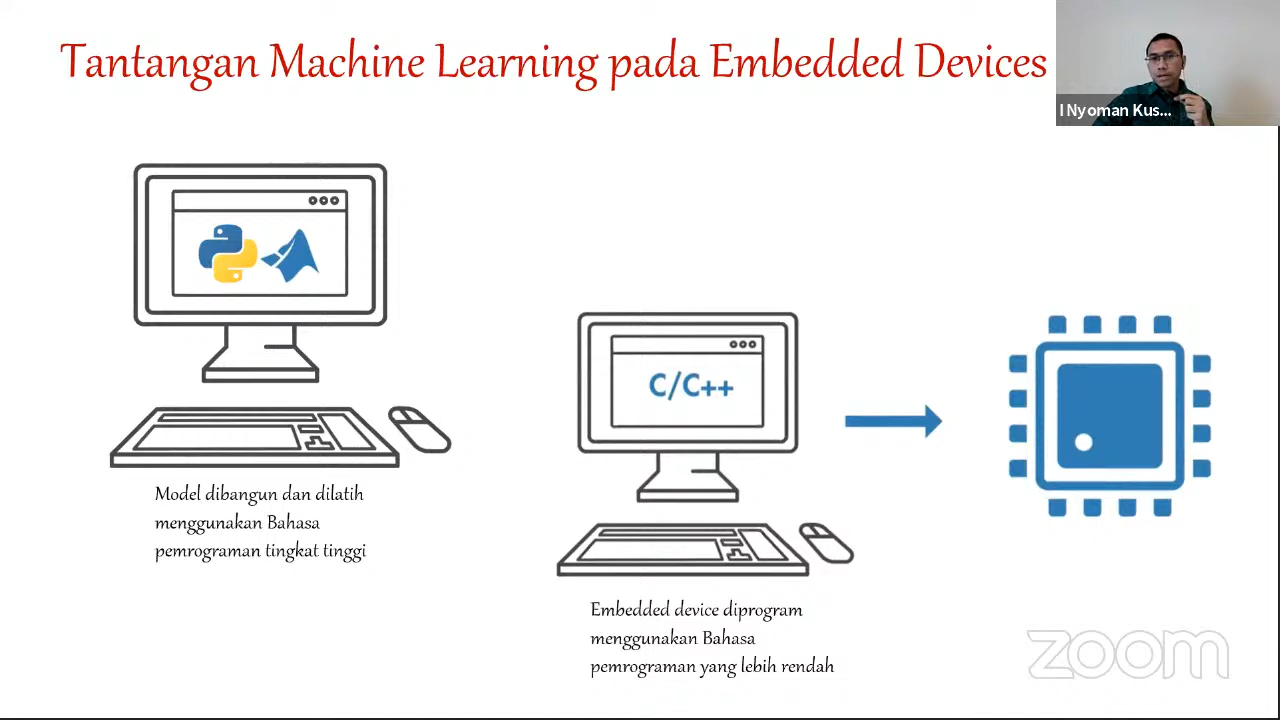 Tantangan Machine Learning pada Embedded Devices
I Nyoman Kus...
C/C++
Model dibangun dan dilatih
menggunakan Bahasa
pemrograman tingkat tinggi
Embedded device diprogram
menggunakan Bahasa
pemrograman yang lebih rendah
zoom